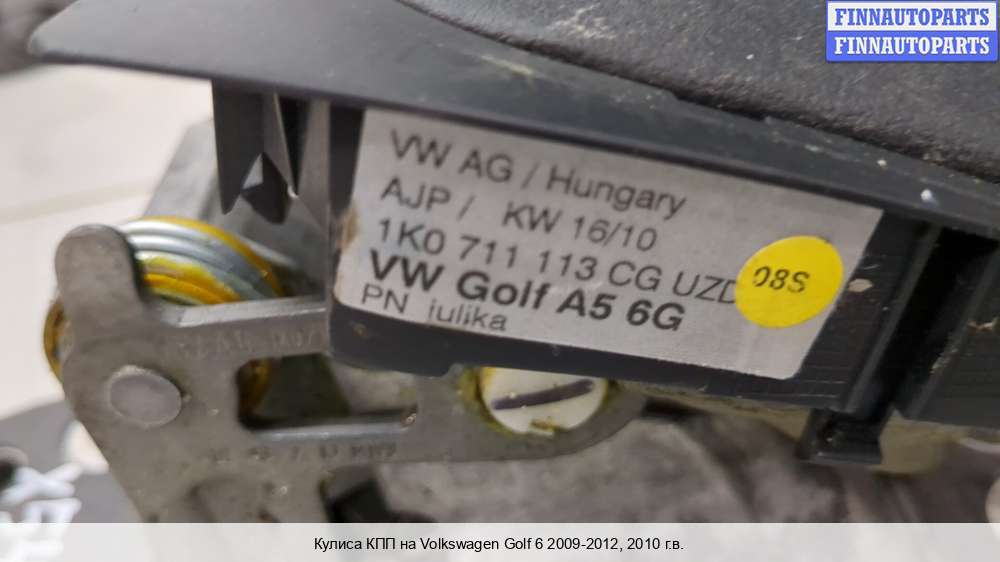 FINNAUTOPARTS
FINNAUTOPARTS
VW AG / Hungary
AJP / KW 16/10
1K0 711 113 CG UZD
08S
VW Golf A5 6G
PN julika
Кулиса КПП на Volkswagen Golf 6 2009-2012, 2010 г.в.